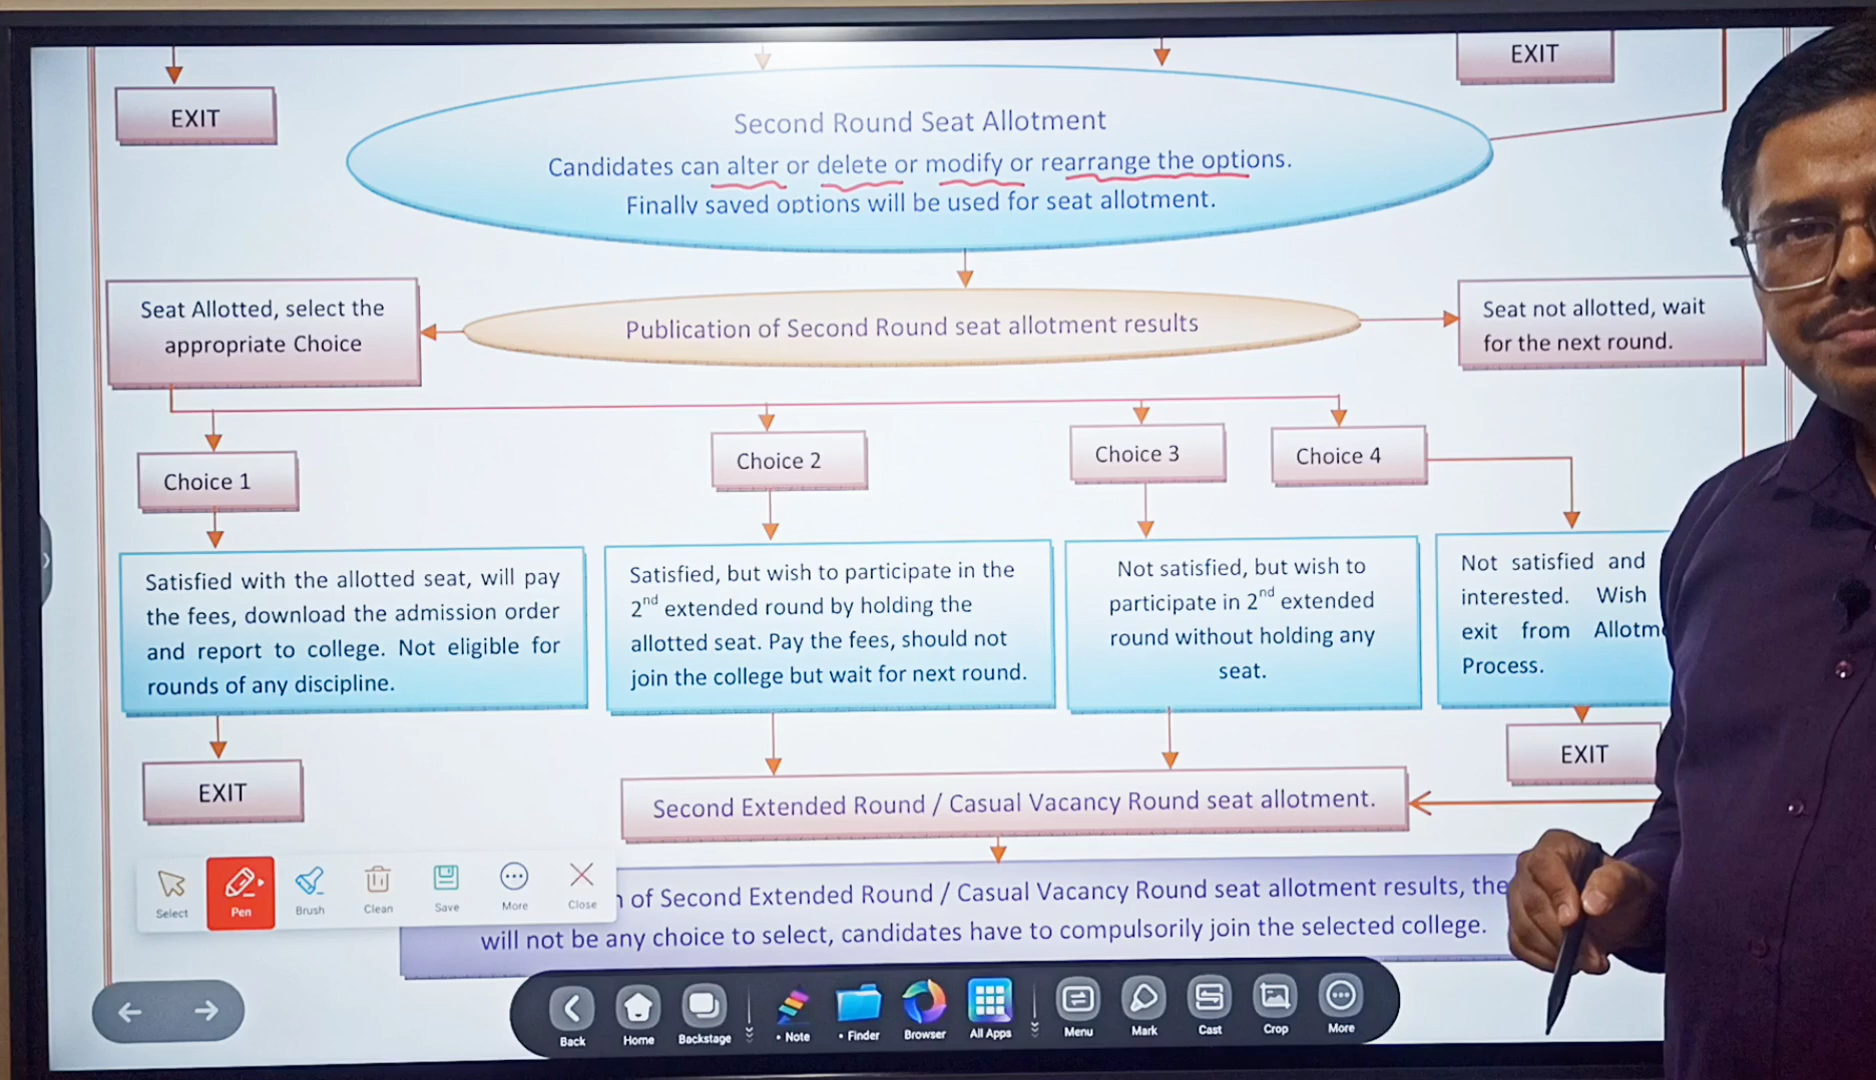 EXIT
EXIT
Second Round Seat Allotment
Candidates can alter or delete or modify or rearrange the options.
Finally saved options will be used for seat allotment.
Seat Allotted, select the
appropriate Choice
Publication of Second Round seat allotment results
Seat not allotted, wait
for the next round.
Choice 1
Choice 2
Choice 3
Choice 4
Satisfied with the allotted seat, will pay
the fees, download the admission order
and report to college. Not eligible for
rounds of any discipline.
Satisfied, but wish to participate in the
2nd extended round by holding the
allotted seat. Pay the fees, should not
join the college but wait for next round.
Not satisfied, but wish to
participate in 2nd extended
round without holding any
seat.
Not satisfied and
interested. Wish
exit from Allotm
Process.
EXIT
EXIT
Second Extended Round / Casual Vacancy Round seat allotment.
n of Second Extended Round / Casual Vacancy Round seat allotment results, the
will not be any choice to select, candidates have to compulsorily join the selected college.
Select
Pen
Brush
Clean
Save
More
Close
Back
Home
Backstage
Note
Finder
Browser
All Apps
Menu
Mark
Cast
Crop
More